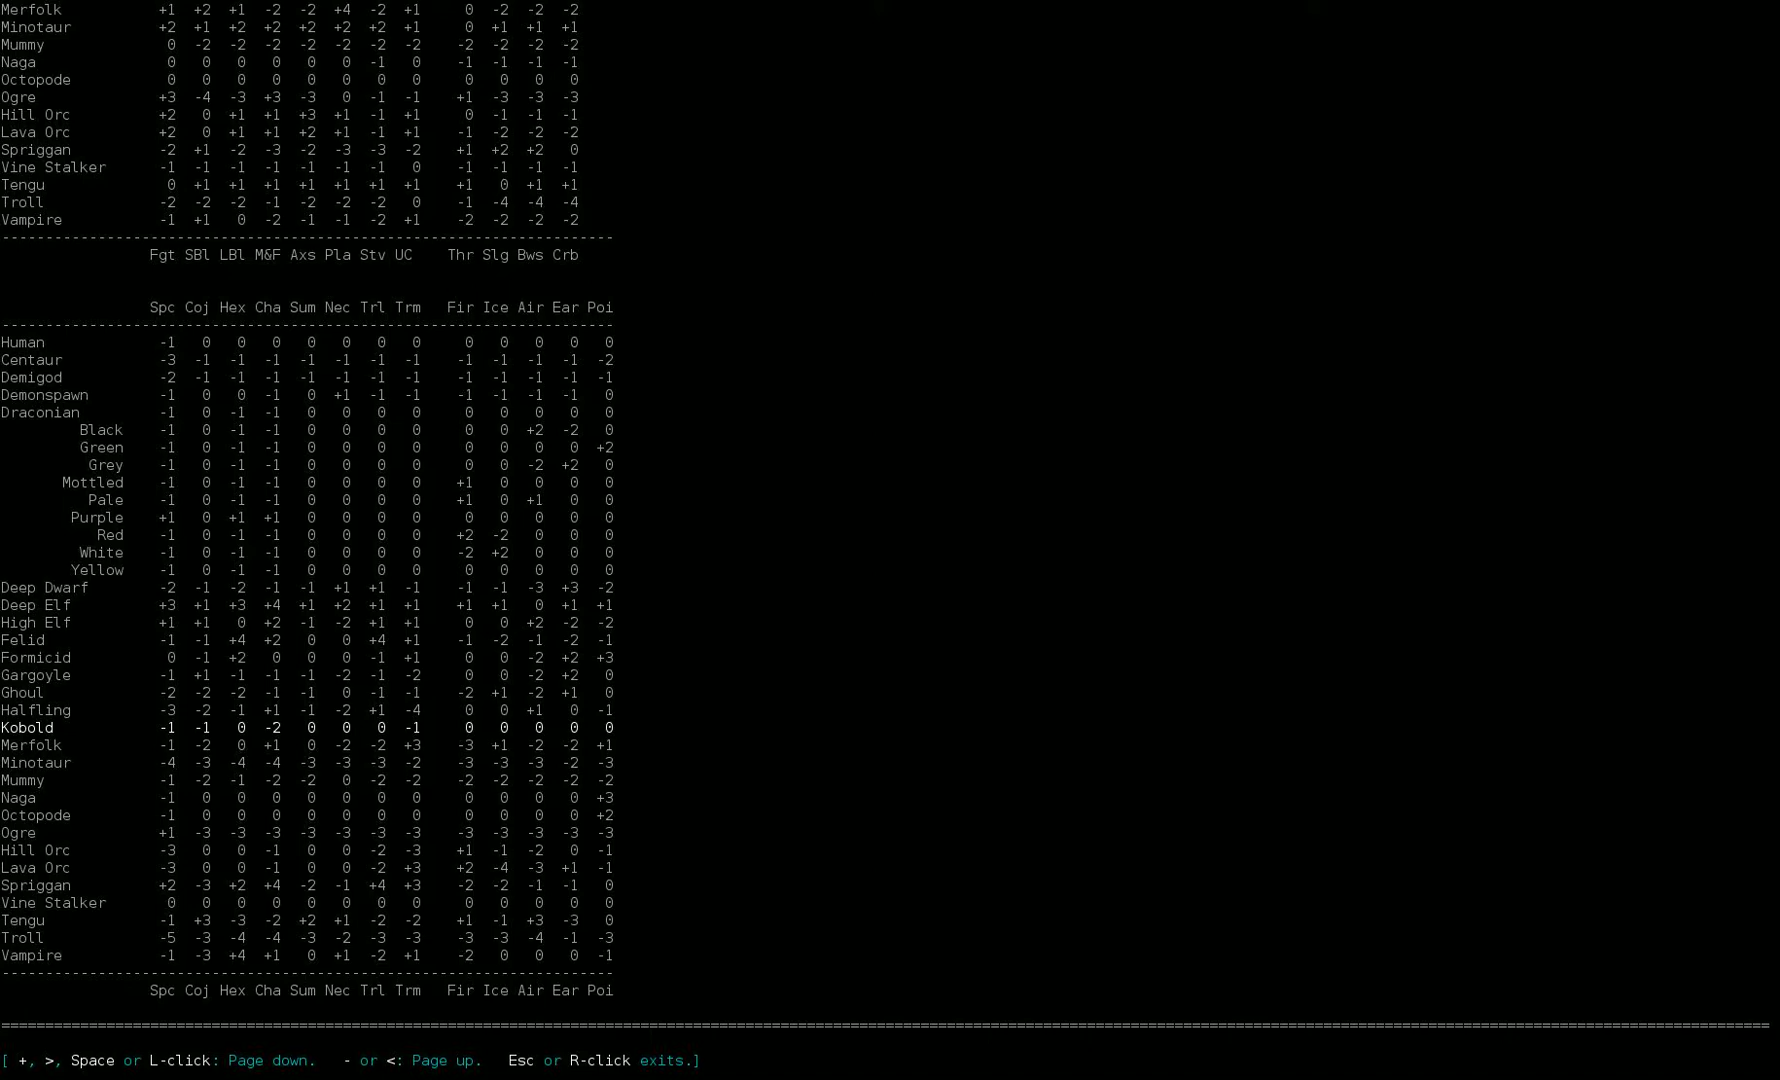 Merfolk +1 +2 +1 -2 -2 +4 -2 +1 0 -2 -2 -2
Minotaur +2 +1 +2 +2 +2 +2 +2 +1 0 +1 +1 +1
Mummy 0 -2 -2 -2 -2 -2 -2 -2 -2 -2 -2 -2
Naga 0 0 0 0 0 0 -1 0 -1 -1 -1 -1
Octopode 0 0 0 0 0 0 0 0 0 0 0 0
Ogre +3 -4 -3 +3 -3 0 -1 -1 +1 -3 -3 -3
Hill Orc +2 0 +1 +1 +3 +1 -1 +1 0 -1 -1 -1
Lava Orc +2 0 +1 +1 +2 +1 -1 +1 -1 -2 -2 -2
Spriggan -2 +1 -2 -3 -2 -3 -3 -2 +1 +2 +2 0
Vine Stalker -1 -1 -1 -1 -1 -1 -1 0 -1 -1 -1 -1
Tengu 0 +1 +1 +1 +1 +1 +1 +1 +1 0 +1 +1
Troll -2 -2 -2 -1 -2 -2 -2 0 -1 -4 -4 -4
Vampire -1 +1 0 -2 -1 -1 -2 +1 -2 -2 -2 -2
----------------------------------------------------------------------
Fgt SBl LBl M&F Axs Pla Stv UC Thr Slg Bws Crb
Spc Coj Hex Cha Sum Nec Trl Trm Fir Ice Air Ear Poi
----------------------------------------------------------------------
Human -1 0 0 0 0 0 0 0 0 0 0 0 0
Centaur -3 -1 -1 -1 -1 -1 -1 -1 -1 -1 -1 -1 -2
Demigod -2 -1 -1 -1 -1 -1 -1 -1 -1 -1 -1 -1 -1
Demonspawn -1 0 0 -1 0 +1 -1 -1 -1 -1 -1 -1 0
Draconian -1 0 -1 -1 0 0 0 0 0 0 0 0 0
Black -1 0 -1 -1 0 0 0 0 0 0 +2 -2 0
Green -1 0 -1 -1 0 0 0 0 0 0 0 0 +2
Grey -1 0 -1 -1 0 0 0 0 0 0 -2 +2 0
Mottled -1 0 -1 -1 0 0 0 0 +1 0 0 0 0
Pale -1 0 -1 -1 0 0 0 0 +1 0 +1 0 0
Purple +1 0 +1 +1 0 0 0 0 0 0 0 0 0
Red -1 0 -1 -1 0 0 0 0 +2 -2 0 0 0
White -1 0 -1 -1 0 0 0 0 -2 +2 0 0 0
Yellow -1 0 -1 -1 0 0 0 0 0 0 0 0 0
Deep Dwarf -2 -1 -2 -1 -1 +1 +1 -1 -1 -1 -3 +3 -2
Deep Elf +3 +1 +3 +4 +1 +2 +1 +1 +1 +1 0 +1 +1
High Elf +1 +1 0 +2 -1 -2 +1 +1 0 0 +2 -2 -2
Felid -1 -1 +4 +2 0 0 +4 +1 -1 -2 -1 -2 -1
Formicid 0 -1 +2 0 0 0 -1 +1 0 0 -2 +2 +3
Gargoyle -1 +1 -1 -1 -1 -2 -1 -2 0 0 -2 +2 0
Ghoul -2 -2 -2 -1 -1 0 -1 -1 -2 +1 -2 +1 0
Halfling -3 -2 -1 +1 -1 -2 +1 -4 0 0 +1 0 -1
Kobold -1 -1 0 -2 0 0 0 -1 0 0 0 0 0
Merfolk -1 -2 0 +1 0 -2 -2 +3 -3 +1 -2 -2 +1
Minotaur -4 -3 -4 -4 -3 -3 -3 -2 -3 -3 -3 -2 -3
Mummy -1 -2 -1 -2 -2 0 -2 -2 -2 -2 -2 -2 -2
Naga -1 0 0 0 0 0 0 0 0 0 0 0 +3
Octopode -1 0 0 0 0 0 0 0 0 0 0 0 +2
Ogre +1 -3 -3 -3 -3 -3 -3 -3 -3 -3 -3 -3 -3
Hill Orc -3 0 0 -1 0 0 -2 -3 +1 -1 -2 0 -1
Lava Orc -3 0 0 -1 0 0 -2 +3 +2 -4 -3 +1 -1
Spriggan +2 -3 +2 +4 -2 -1 +4 +3 -2 -2 -1 -1 0
Vine Stalker 0 0 0 0 0 0 0 0 0 0 0 0 0
Tengu -1 +3 -3 -2 +2 +1 -2 -2 +1 -1 +3 -3 0
Troll -5 -3 -4 -4 -3 -2 -3 -3 -3 -3 -4 -1 -3
Vampire -1 -3 +4 +1 0 +1 -2 +1 -2 0 0 0 -1
----------------------------------------------------------------------
Spc Coj Hex Cha Sum Nec Trl Trm Fir Ice Air Ear Poi
[ +, >, Space or L-click: Page down. - or <: Page up. Esc or R-click exits.]